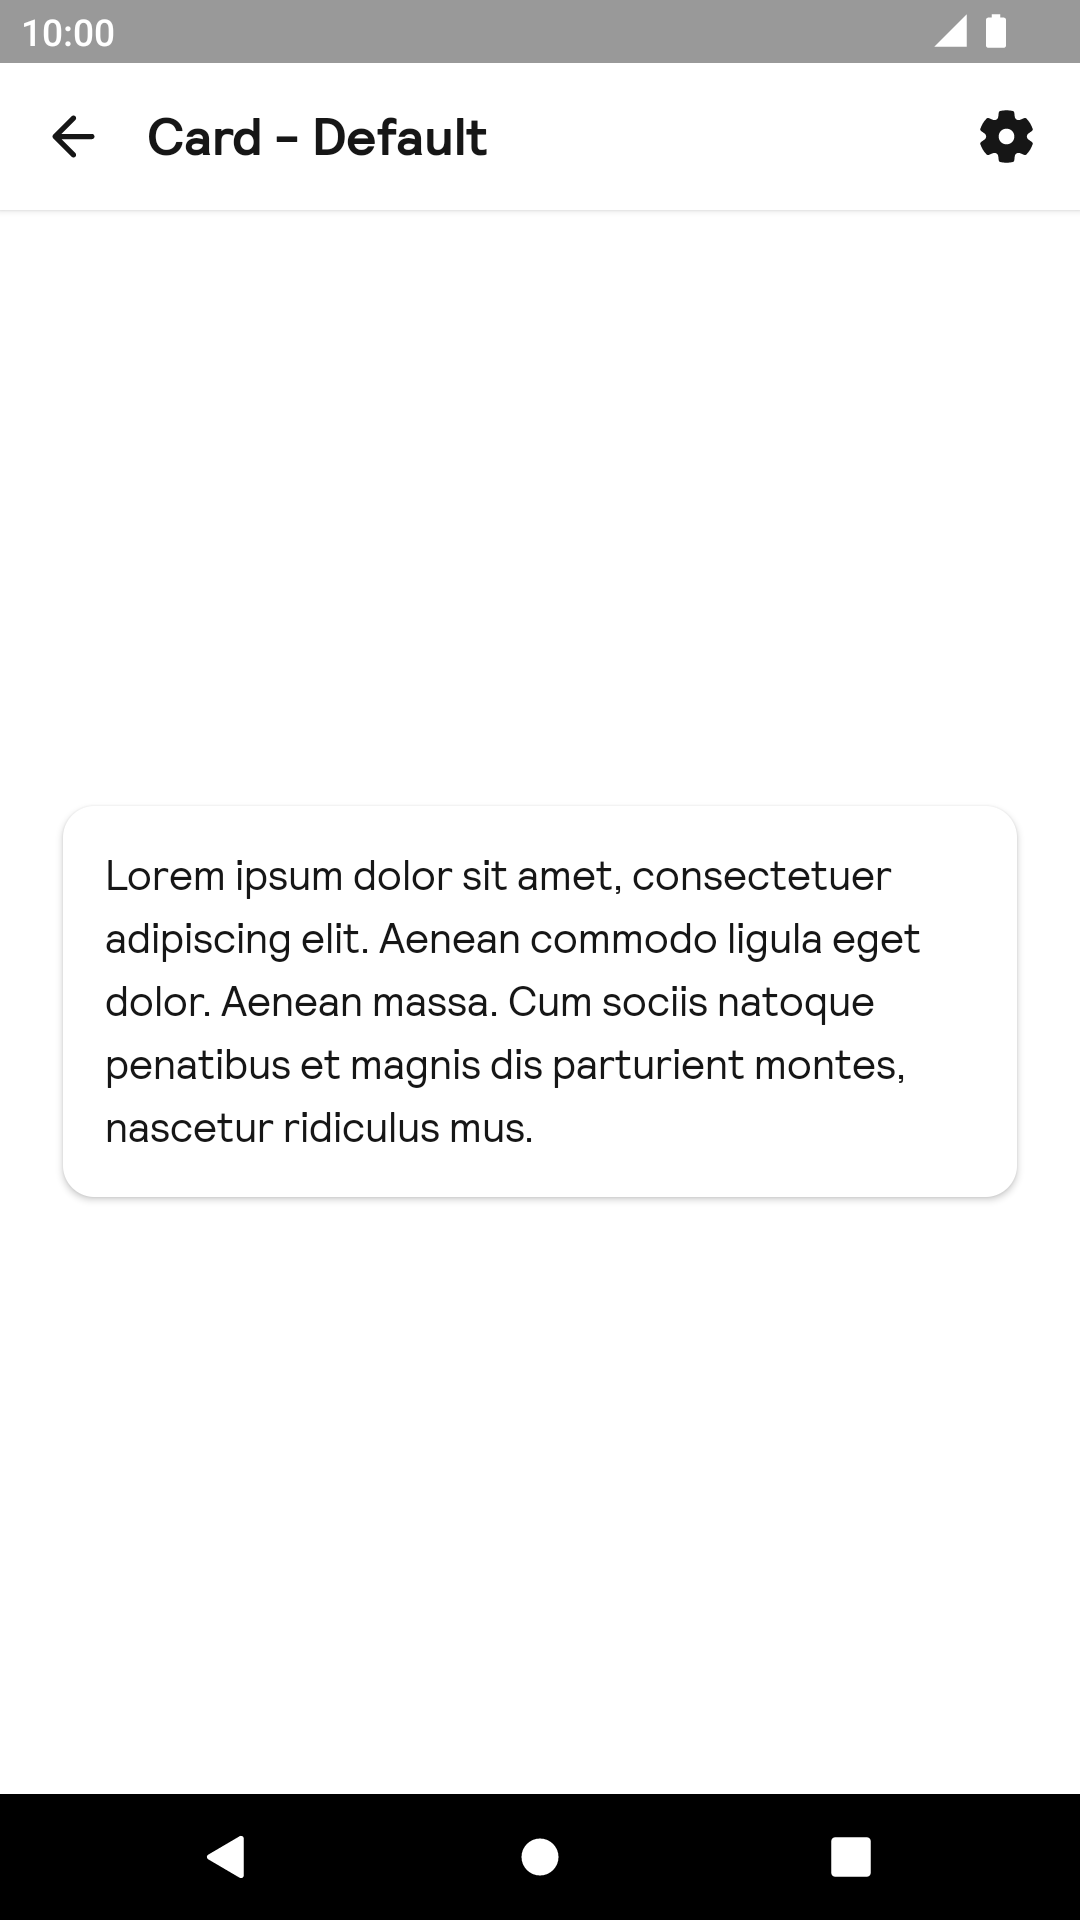 10:00
Card - Default
Lorem ipsum dolor sit amet, consectetuer
adipiscing elit. Aenean commodo ligula eget
dolor. Aenean massa. Cum sociis natoque
penatibus et magnis dis parturient montes,
nascetur ridiculus mus.